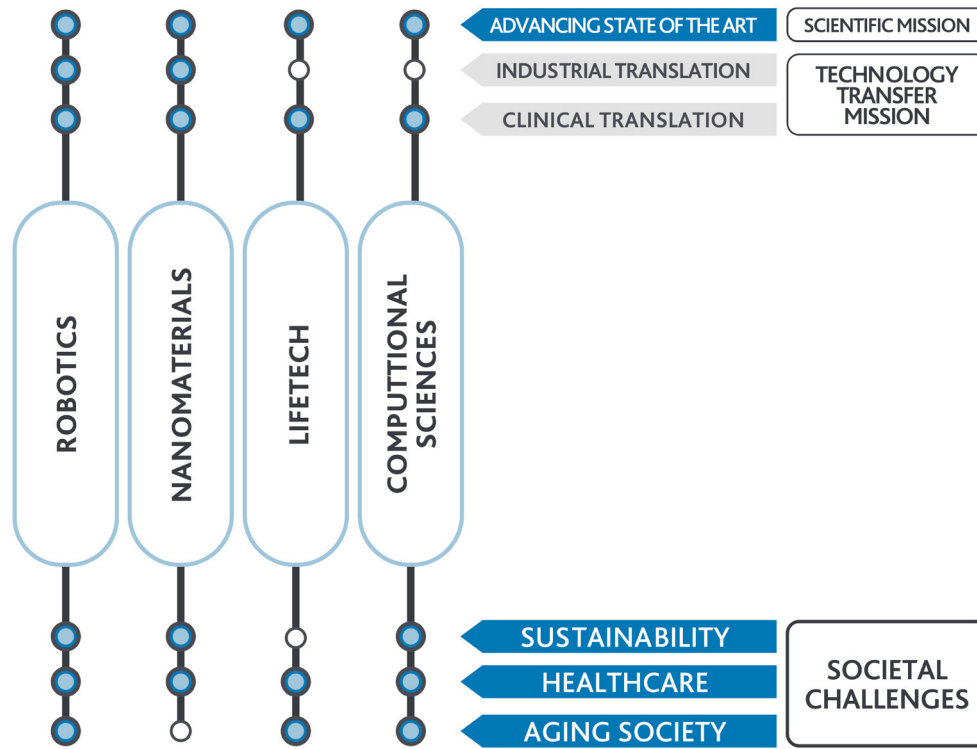 ADVANCING STATE OF THE ART
SCIENTIFIC MISSION
INDUSTRIAL TRANSLATION
CLINICAL TRANSLATION
TECHNOLOGY
TRANSFER
MISSION
ROBOTICS
NANOMATERIALS
LIFETECH
COMPUTTIONAL
SCIENCES
SUSTAINABILITY
HEALTHCARE
AGING SOCIETY
SOCIETAL
CHALLENGES